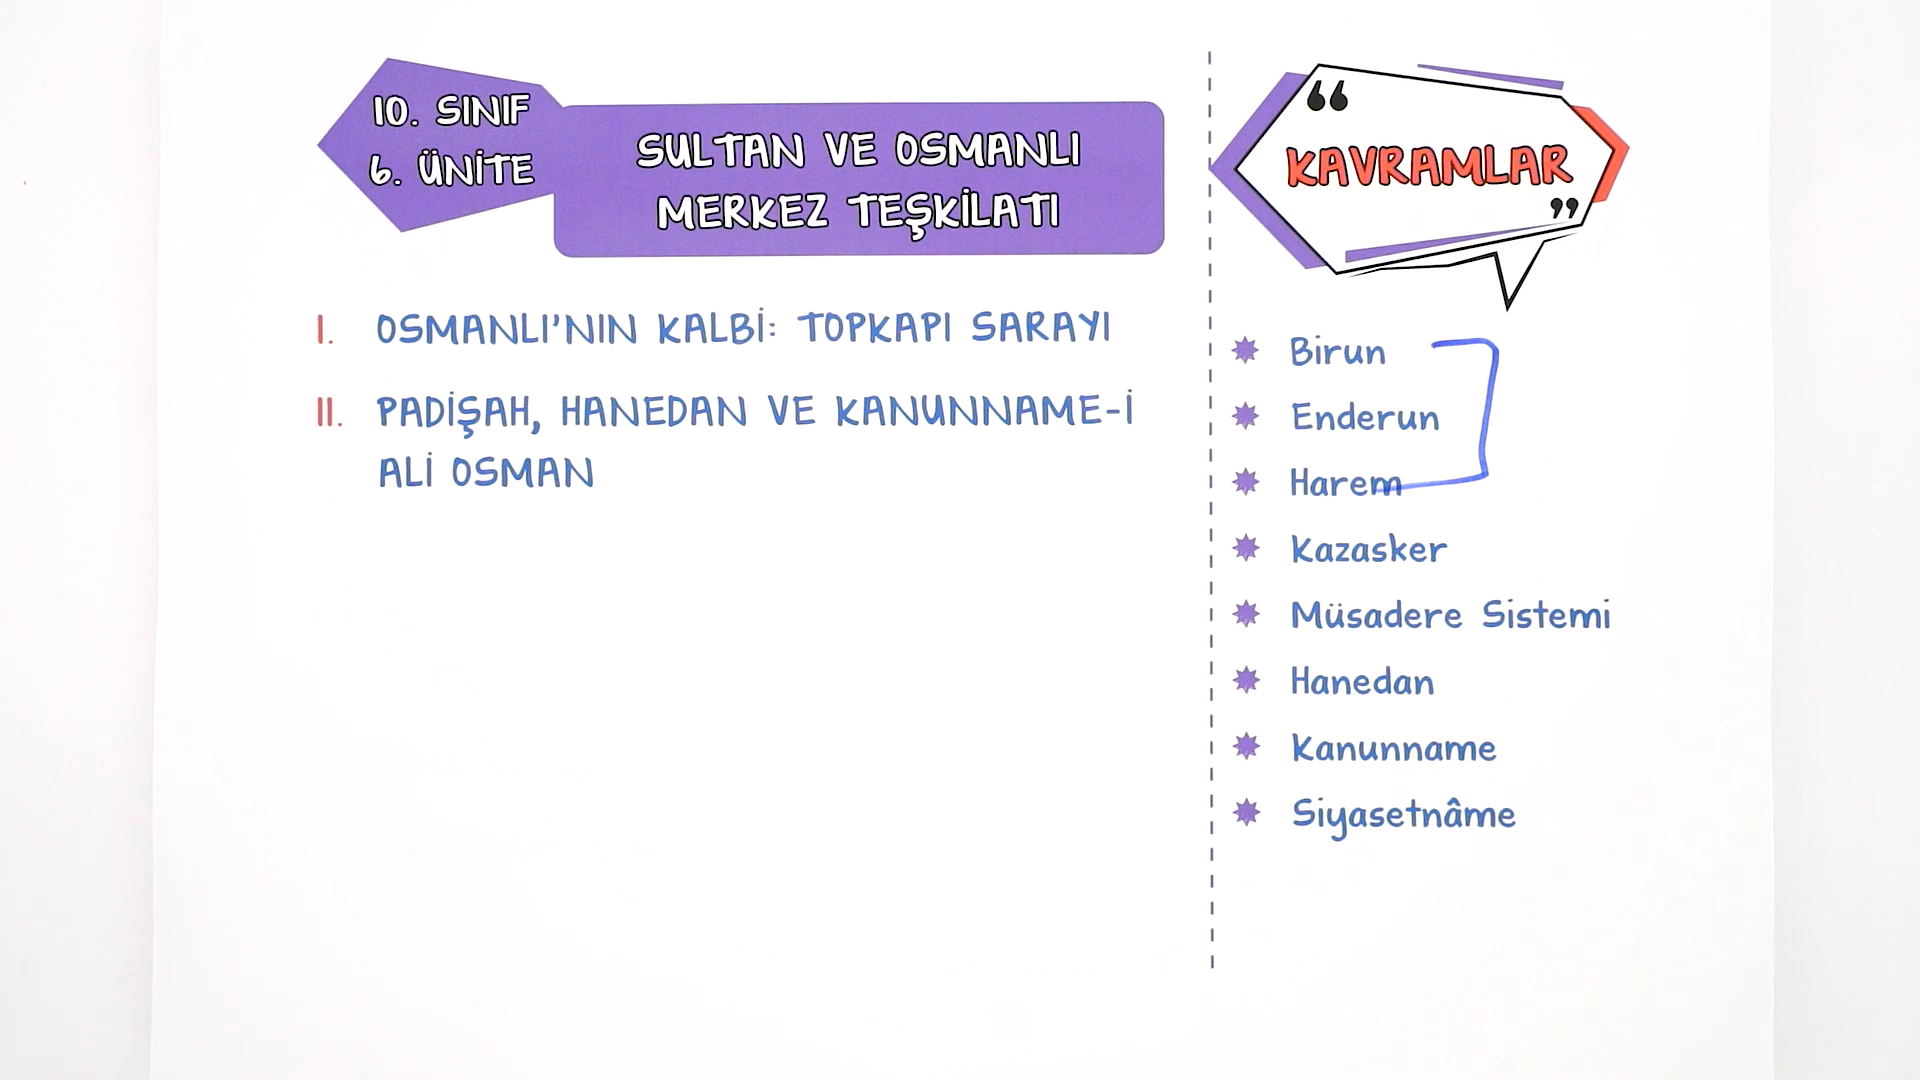 10. SINIF
6. ÜNİTE
SULTAN VE OSMANLI
MERKEZ TEŞKİLATI
I. OSMANLI'NIN KALBİ: TOPKAPI SARAYI
II. PADİŞAH, HANEDAN VE KANUNNAME-İ
ALİ OSMAN
“ KAVRAMLAR ”
Birun
Enderun
Harem
Kazasker
Müsadere Sistemi
Hanedan
Kanunname
Siyasetnâme